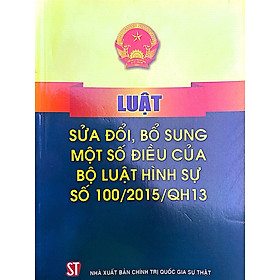 LUẬT
SỬA ĐỔI, BỔ SUNG
MỘT SỐ ĐIỀU CỦA
BỘ LUẬT HÌNH SỰ
SỐ 100/2015/QH13
ST NHÀ XUẤT BẢN CHÍNH TRỊ QUỐC GIA SỰ THẬT